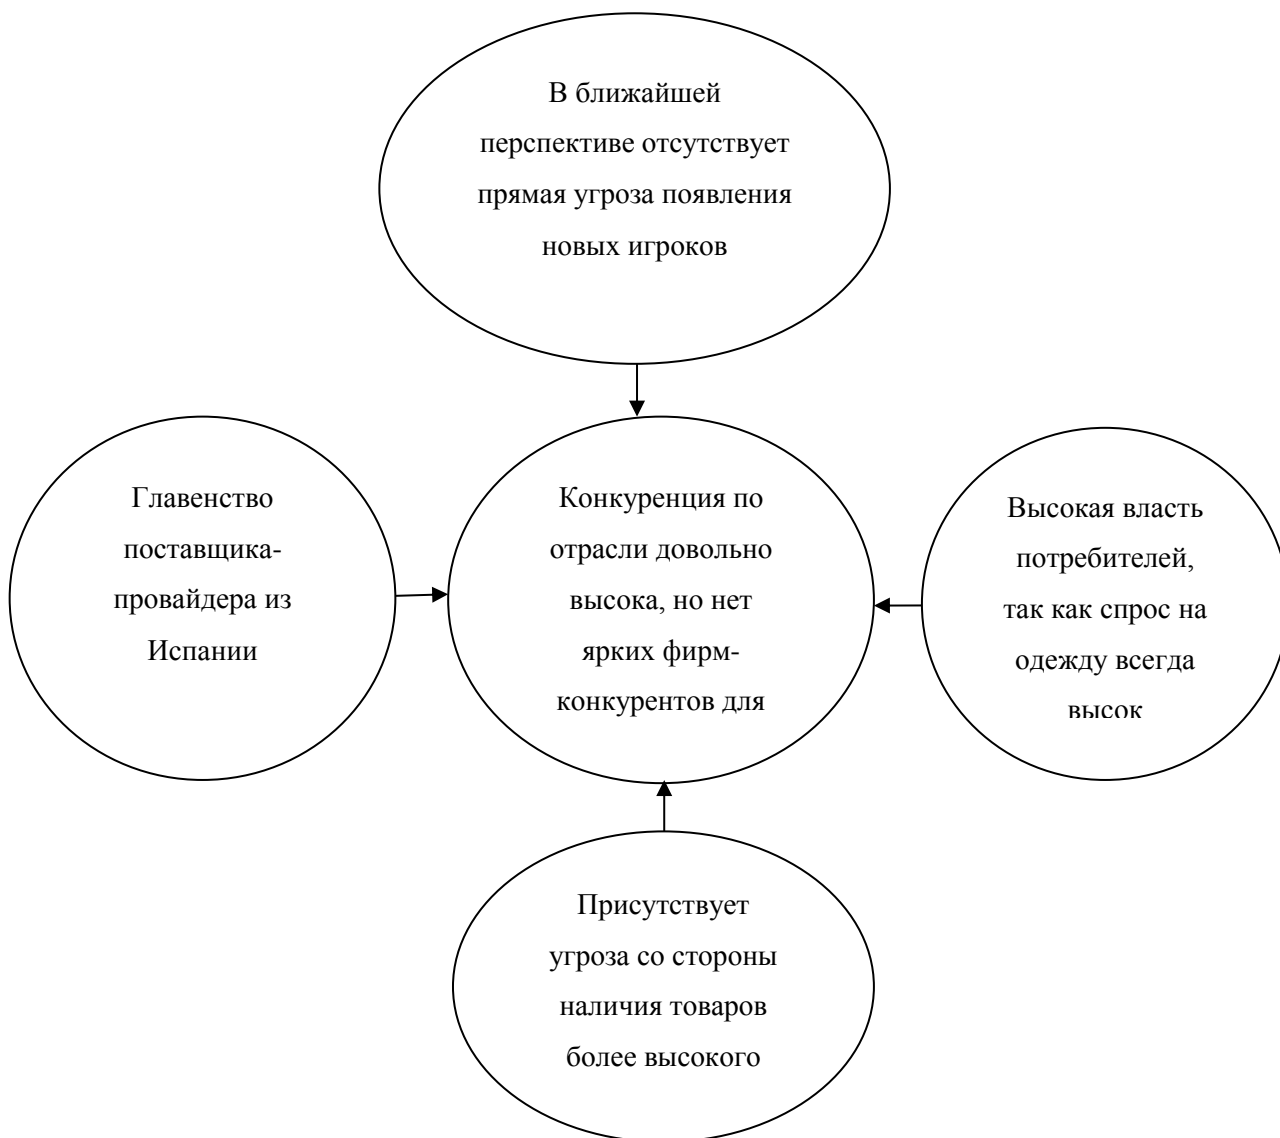 В ближайшей
перспективе отсутствует
прямая угроза появления
новых игроков
Главенство
поставщика-
провайдера из
Испании
Конкуренция по
отрасли довольно
высока, но нет
ярких фирм-
конкурентов для
Высокая власть
потребителей,
так как спрос на
одежду всегда
высок
Присутствует
угроза со стороны
наличия товаров
более высокого